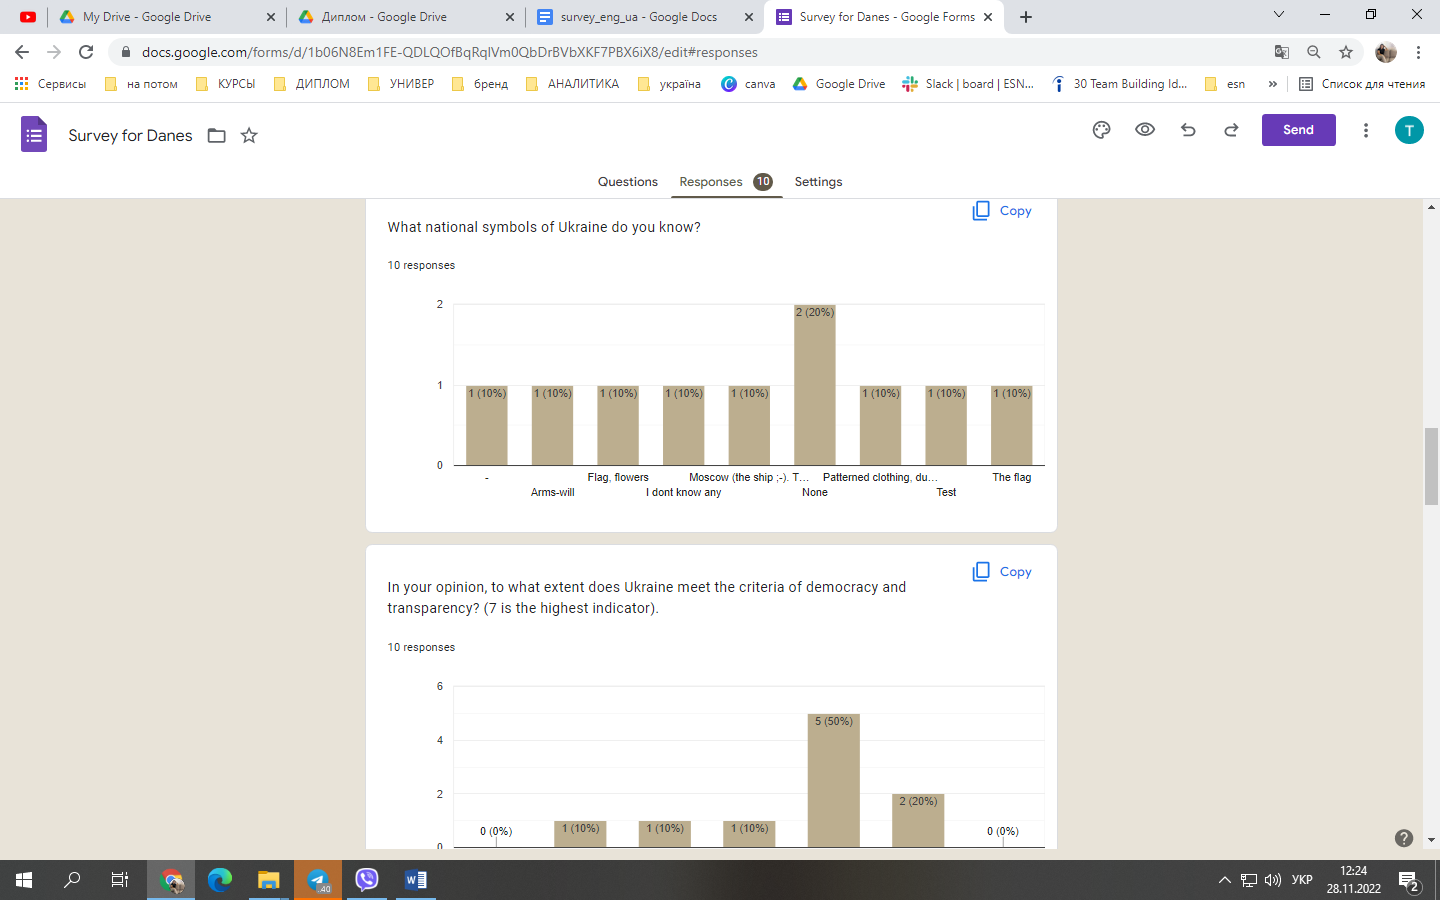 My Drive - Google Drive
Диплом - Google Drive
survey_eng_ua - Google Docs
Survey for Danes - Google Forms
docs.google.com/forms/d/1b06N8Em1FE-QDLQOfBqRqIVm0QbDrBVbXKF7PBX6iX8/edit#responses
Сервисы на потом КУРСЫ ДИПЛОМ УНИВЕР бренд АНАЛИТИКА україна canva Google Drive Slack | board | ESN... 30 Team Building Id... esn » Список для чтения
Survey for Danes
Send
T
Questions Responses 10 Settings
Copy
What national symbols of Ukraine do you know?
10 responses
2
1
0
1 (10%) 1 (10%) 1 (10%) 1 (10%) 1 (10%) 2 (20%) 1 (10%) 1 (10%) 1 (10%)
- Flag, flowers Moscow (the ship ;-). T... Patterned clothing, du... The flag
Arms-will I dont know any None Test
Copy
In your opinion, to what extent does Ukraine meet the criteria of democracy and
transparency? (7 is the highest indicator).
10 responses
6
4
2
0
0 (0%) 1 (10%) 1 (10%) 1 (10%) 5 (50%) 2 (20%) 0 (0%)
40
УКР
12:24
28.11.2022
2